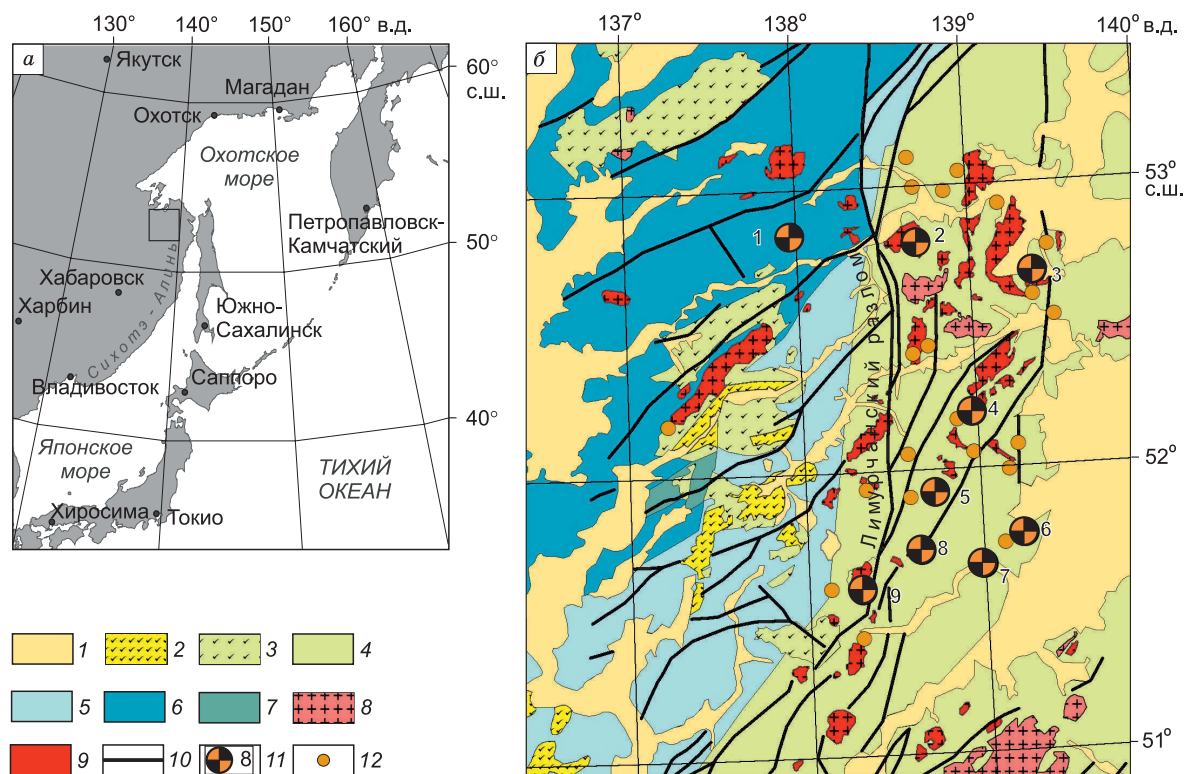 130° 140° 150° 160° в.д.
а
Якутск
60°
с.ш.
Магадан
Охотск
Охотское
море
Петропавловск-
Камчатский
50°
Хабаровск
Харбин
Сихотэ-Алинь
Южно-
Сахалинск
Владивосток
Саппоро
40°
Японское
море
ТИХИЙ
ОКЕАН
Хиросима
Токио
1 2 3 4
5 6 7 8
9 10 8 11 12
137° 138° 139° 140° в.д.
б
53°
с.ш.
1
2
3
Лимурчанский разлом
4
52°
5
6
8
7
9
51°